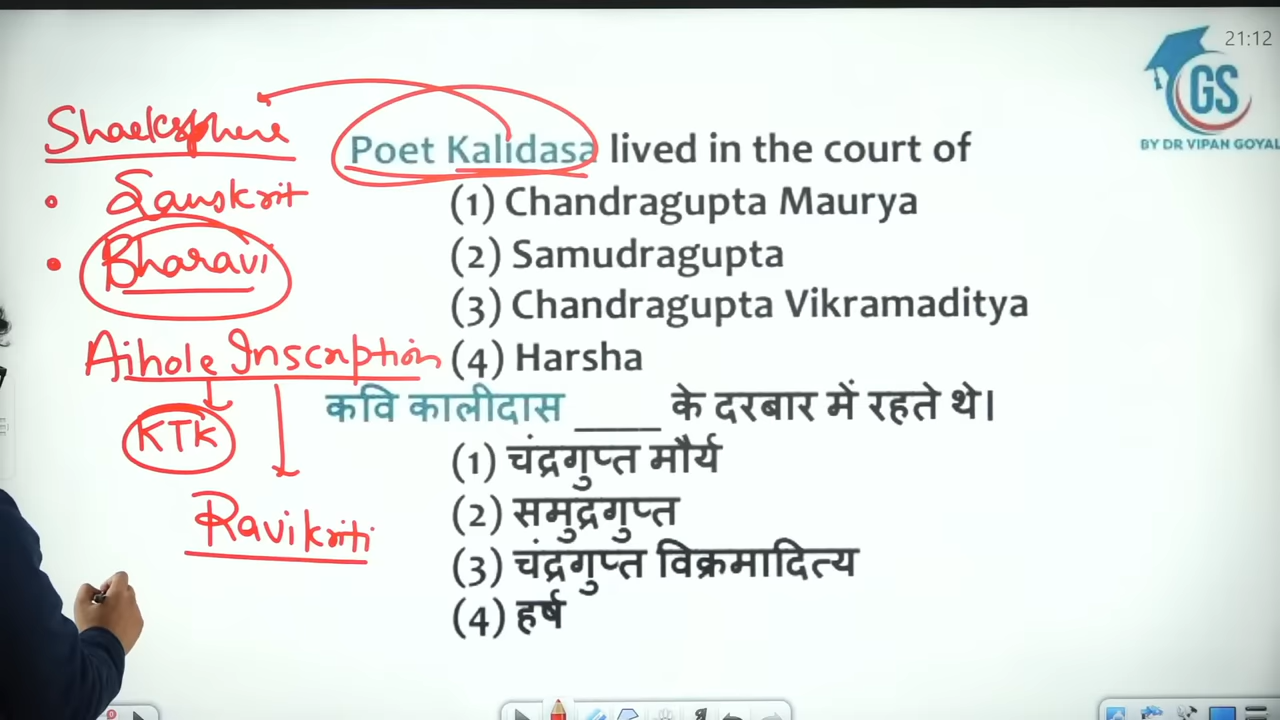 21:12
GS
BY DR VIPAN GOYAL
Shaeksphere
• Sanskrit
• Bharavi
Aihole Inscription
KTK
Ravikriti
Poet Kalidasa lived in the court of
(1) Chandragupta Maurya
(2) Samudragupta
(3) Chandragupta Vikramaditya
(4) Harsha
कवि कालीदास ____ के दरबार में रहते थे।
(1) चंद्रगुप्त मौर्य
(2) समुद्रगुप्त
(3) चंद्रगुप्त विक्रमादित्य
(4) हर्ष